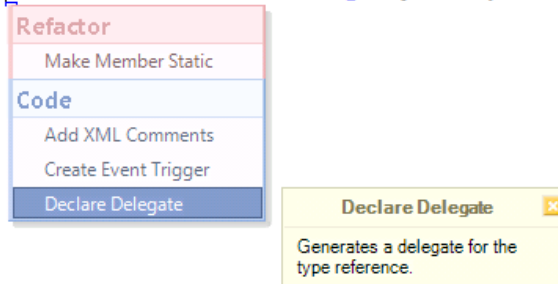 Refactor
Make Member Static
Code
Add XML Comments
Create Event Trigger
Declare Delegate
Declare Delegate
Generates a delegate for the
type reference.